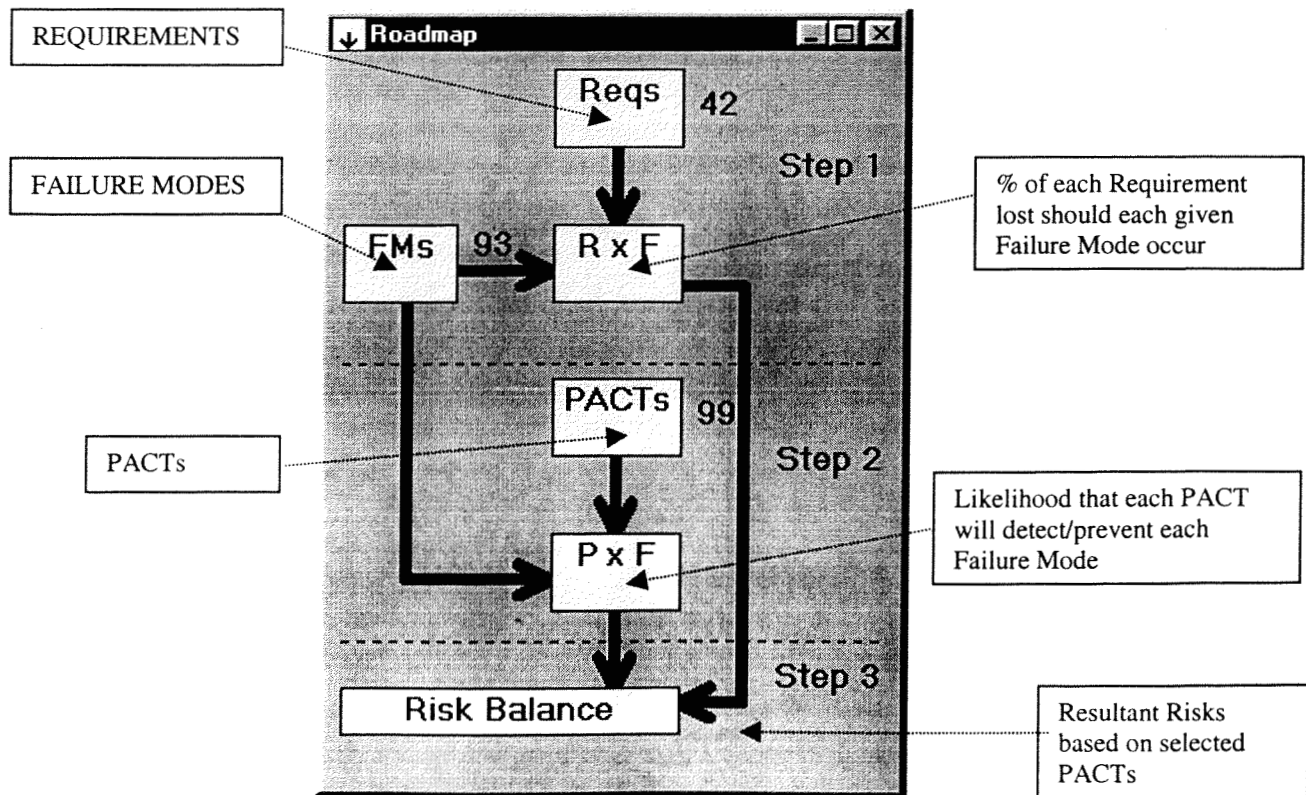 REQUIREMENTS
Roadmap
Reqs
42
Step 1
FAILURE MODES
% of each Requirement
lost should each given
Failure Mode occur
FMs
93
R x F
PACTs
99
PACTs
Step 2
Likelihood that each PACT
will detect/prevent each
Failure Mode
P x F
Step 3
Risk Balance
Resultant Risks
based on selected
PACTs